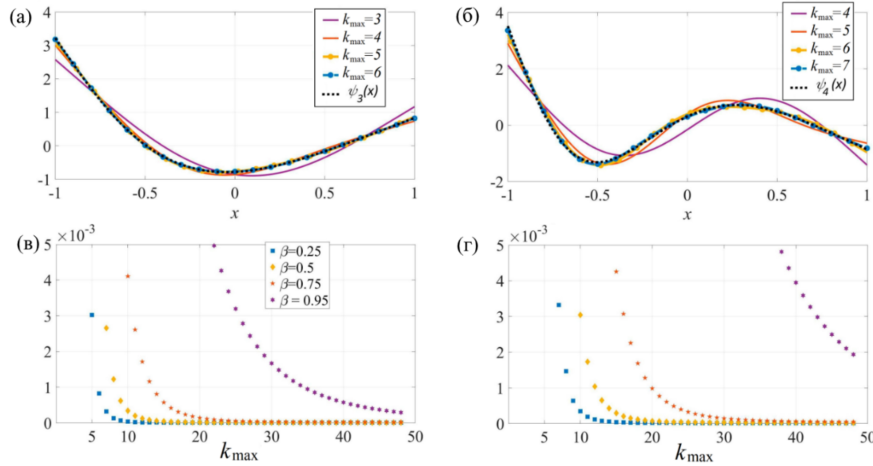 (а)
4
3
2
1
0
-1
-1
-0.5
0
0.5
1
x
k_max=3
k_max=4
k_max=5
k_max=6
ψ_3(x)
(б)
4
2
0
-2
-1
-0.5
0
0.5
1
x
k_max=4
k_max=5
k_max=6
k_max=7
ψ_4(x)
(в)
×10^-3
5
4
3
2
1
0
5
10
20
30
40
50
k_max
β=0.25
β=0.5
β=0.75
β = 0.95
(г)
×10^-3
5
4
3
2
1
0
5
10
20
30
40
50
k_max